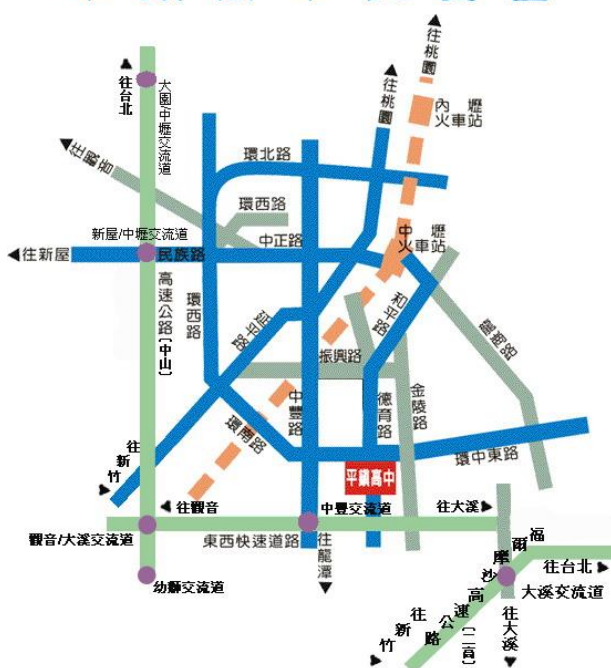 往桃園
往台北
大園/中壢交流道
往桃園
內壢
火車站
往觀音
環北路
環西路
新屋/中壢交流道
中正路
中壢
火車站
往新屋
民族路
高速公路〔中山〕
環西路
延平路
和平路
龍岡路
振興路
中豐路
德育路
金陵路
環南路
往新竹
環中東路
平鎮高中
往觀音
中豐交流道
往大溪
觀音/大溪交流道
東西快速道路
往龍潭
福爾摩沙高速公路〔二高〕
往台北
幼獅交流道
大溪交流道
往新竹
往大溪